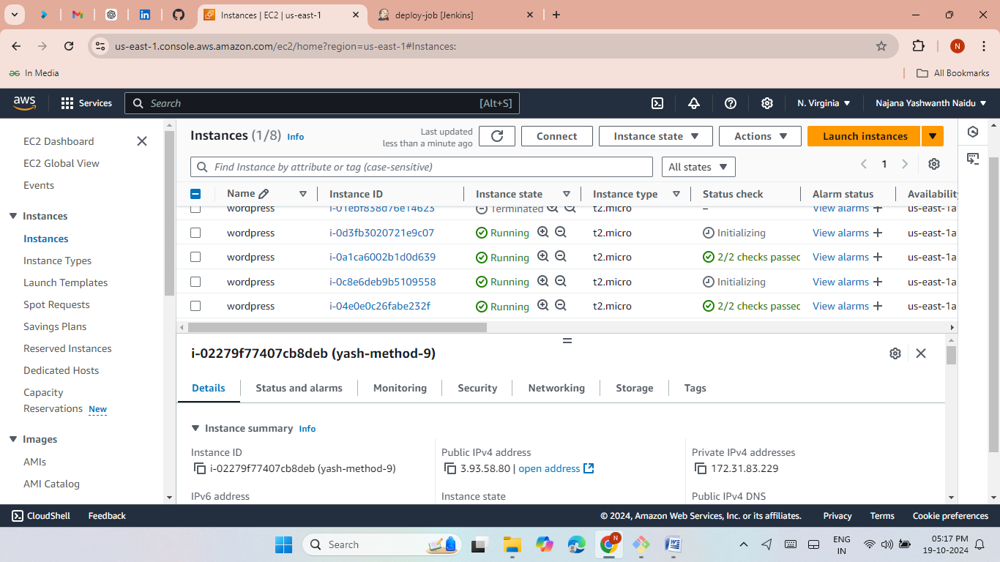 Instances | EC2 | us-east-1
deploy-job [Jenkins]
us-east-1.console.aws.amazon.com/ec2/home?region=us-east-1#Instances:
N
In Media
All Bookmarks
aws
Services
Search
[Alt+S]
N. Virginia
Najana Yashwanth Naidu
EC2 Dashboard
EC2 Global View
Events
Instances
Instances
Instance Types
Launch Templates
Spot Requests
Savings Plans
Reserved Instances
Dedicated Hosts
Capacity
Reservations New
Images
AMIs
AMI Catalog
Instances (1/8) Info
Last updated
less than a minute ago
Connect
Instance state
Actions
Launch instances
Find Instance by attribute or tag (case-sensitive)
All states
1
Name Instance ID Instance state Instance type Status check Alarm status Availability
wordpress i-01ebf838d76e14623 Terminated t2.micro – View alarms us-east-1a
wordpress i-0d3fb3020721e9c07 Running t2.micro Initializing View alarms us-east-1a
wordpress i-0a1ca6002b1d0d639 Running t2.micro 2/2 checks passec View alarms us-east-1a
wordpress i-0c8e6deb9b5109558 Running t2.micro Initializing View alarms us-east-1a
wordpress i-04e0e0c26fabe232f Running t2.micro 2/2 checks passec View alarms us-east-1a
i-02279f77407cb8deb (yash-method-9)
Details
Status and alarms
Monitoring
Security
Networking
Storage
Tags
Instance summary Info
Instance ID
i-02279f77407cb8deb (yash-method-9)
Public IPv4 address
3.93.58.80 | open address
Private IPv4 addresses
172.31.83.229
IPv6 address
Instance state
Public IPv4 DNS
CloudShell
Feedback
© 2024, Amazon Web Services, Inc. or its affiliates.
Privacy
Terms
Cookie preferences
Search
N
ENG
IN
05:17 PM
19-10-2024